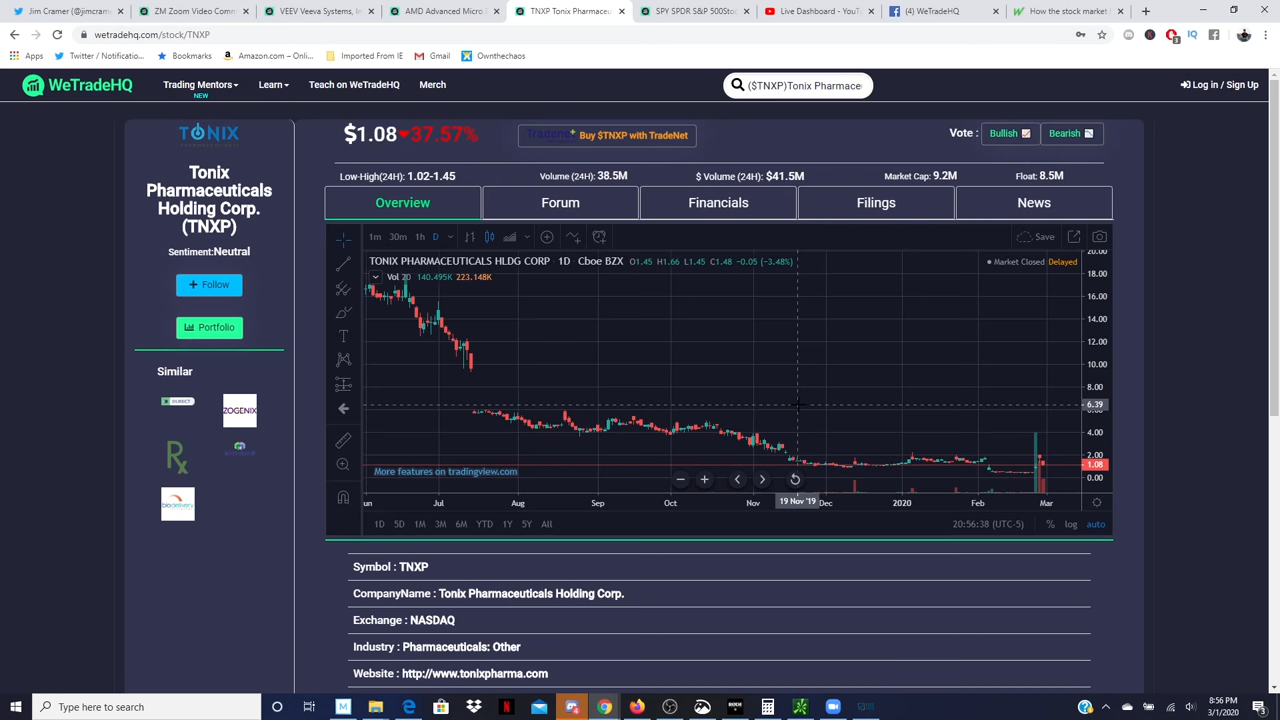 Jim Cramer (@jimcram
ZM Zoom Video Comm
VEEV Veeva Systems, In
AMD Advanced Micro
TNXP Tonix Pharmaceu
SPY SPDR S&P 500Stoc
Live Dashboard - YouTu
(4) WeTradeHQ
How the stock market
wetradehq.com/stock/TNXP
Apps
Twitter / Notificatio...
Bookmarks
Amazon.com – Onli...
Imported From IE
Gmail
Ownthechaos
WeTradeHQ
Trading Mentors
NEW
Learn
Teach on WeTradeHQ
Merch
($TNXP)Tonix Pharmace
Log in / Sign Up
TONIX
PHARMACEUTICALS
Tonix
Pharmaceuticals
Holding Corp.
(TNXP)
Sentiment:Neutral
+ Follow
Portfolio
Similar
DIRECT
ZOGENIX
Rx
biodelivery
$1.08 37.57%
Tradenet Buy $TNXP with TradeNet
Vote : Bullish Bearish
Low-High(24H): 1.02-1.45
Volume (24H): 38.5M
$ Volume (24H): $41.5M
Market Cap: 9.2M
Float: 8.5M
Overview
Forum
Financials
Filings
News
1m 30m 1h D
Save
TONIX PHARMACEUTICALS HLDG CORP · 1D · Cboe BZX O1.45 H1.66 L1.45 C1.48 -0.05 (-3.48%)
Market Closed Delayed
Vol 20 140.495K 223.148K
20.00
18.00
16.00
14.00
12.00
10.00
8.00
6.39
4.00
2.00
1.08
0.00
More features on tradingview.com
un Jul Aug Sep Oct Nov 19 Nov '19 Dec 2020 Feb Mar
1D 5D 1M 3M 6M YTD 1Y 5Y All
20:56:38 (UTC-5) % log auto
Symbol : TNXP
CompanyName : Tonix Pharmaceuticals Holding Corp.
Exchange : NASDAQ
Industry : Pharmaceuticals: Other
Website : http://www.tonixpharma.com
Type here to search
8:56 PM
3/1/2020